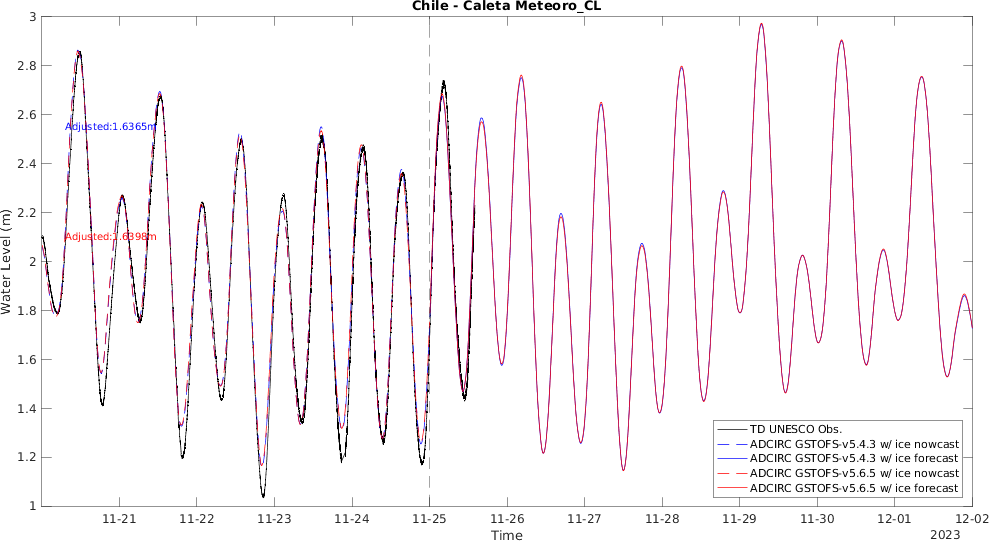 Chile - Caleta Meteoro_CL
3
2.8
2.6
2.4
2.2
2
1.8
1.6
1.4
1.2
1
Water Level (m)
Adjusted:1.6365m
Adjusted:1.6398m
TD UNESCO Obs.
ADCIRC GSTOFS-v5.4.3 w/ ice nowcast
ADCIRC GSTOFS-v5.4.3 w/ ice forecast
ADCIRC GSTOFS-v5.6.5 w/ ice nowcast
ADCIRC GSTOFS-v5.6.5 w/ ice forecast
11-21 11-22 11-23 11-24 11-25 11-26 11-27 11-28 11-29 11-30 12-01 12-02
Time
2023